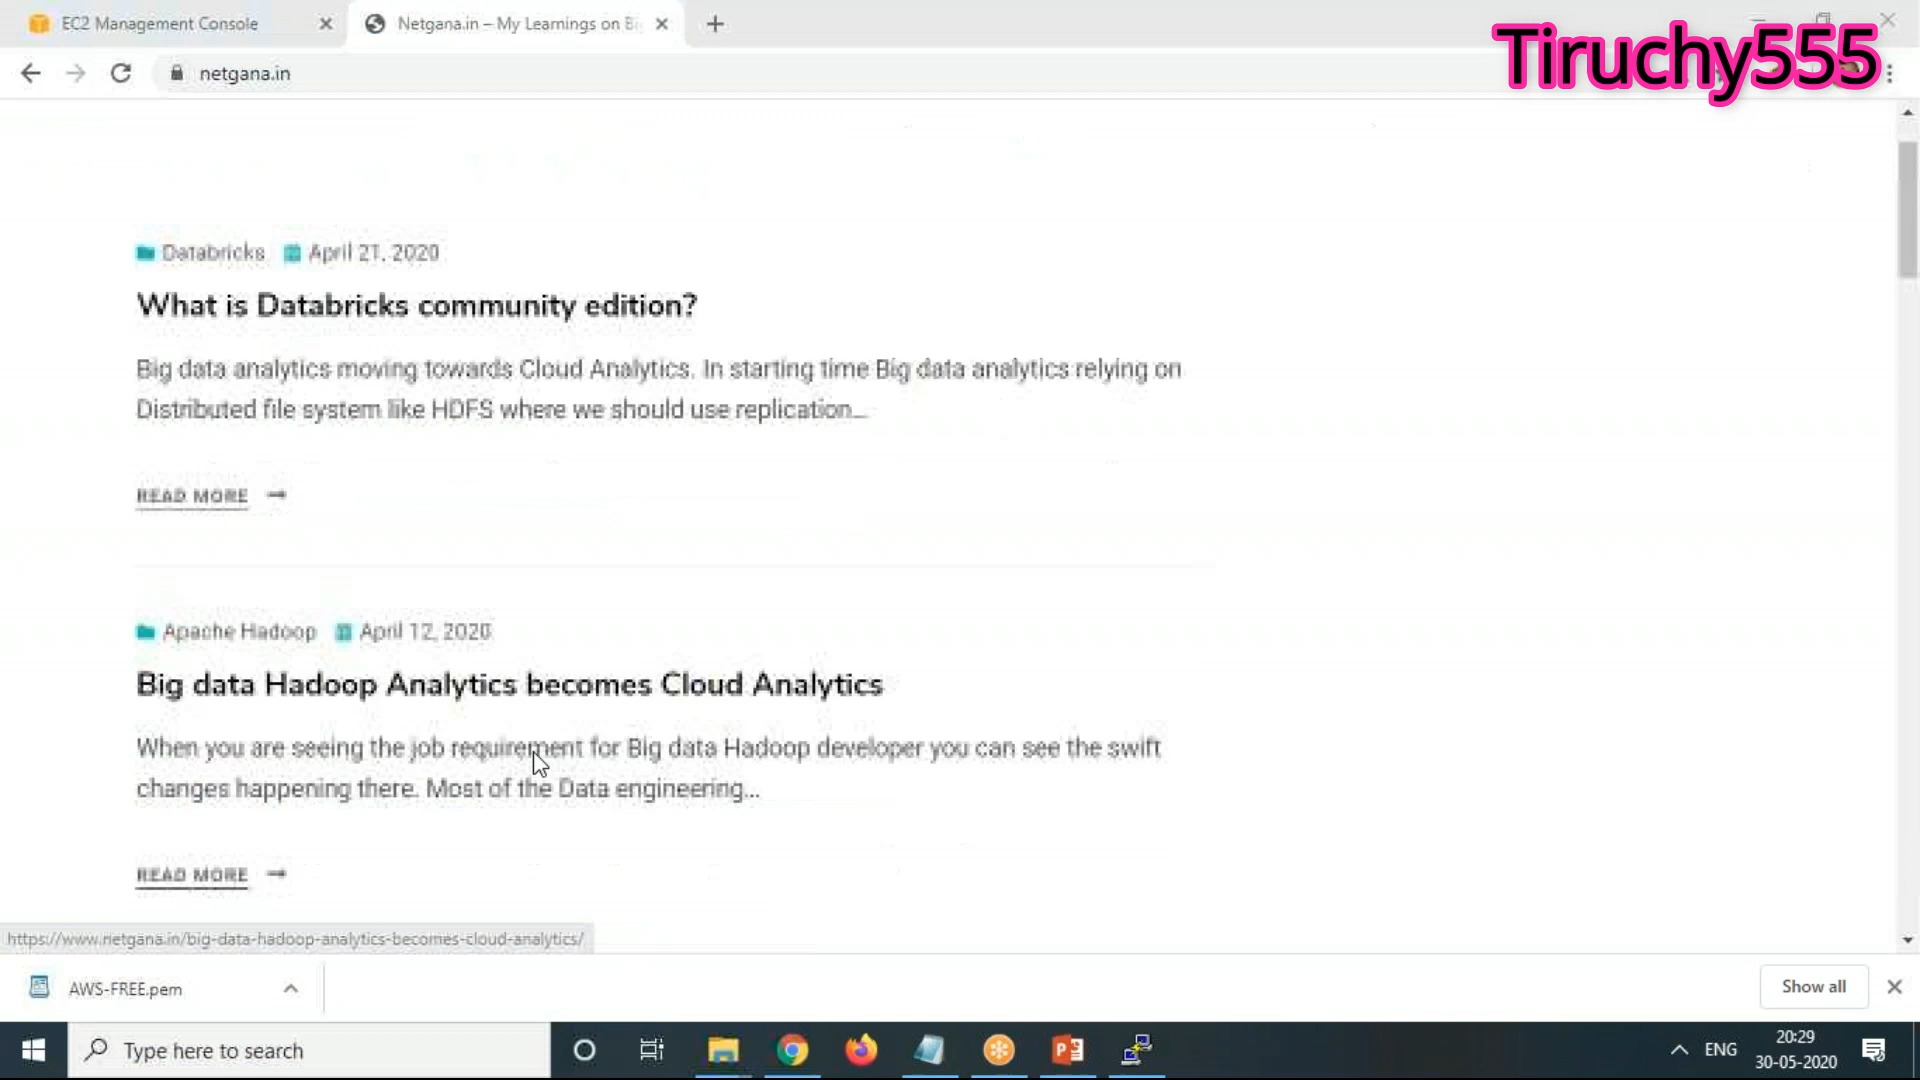 EC2 Management Console
Netgana.in – My Learnings on Bi
Tiruchy555
netgana.in
Databricks April 21, 2020
What is Databricks community edition?
Big data analytics moving towards Cloud Analytics. In starting time Big data analytics relying on
Distributed file system like HDFS where we should use replication...
READ MORE →
Apache Hadoop April 12, 2020
Big data Hadoop Analytics becomes Cloud Analytics
When you are seeing the job requirement for Big data Hadoop developer you can see the swift
changes happening there. Most of the Data engineering...
READ MORE →
https://www.netgana.in/big-data-hadoop-analytics-becomes-cloud-analytics/
AWS-FREE.pem
Show all
Type here to search
ENG
20:29
30-05-2020